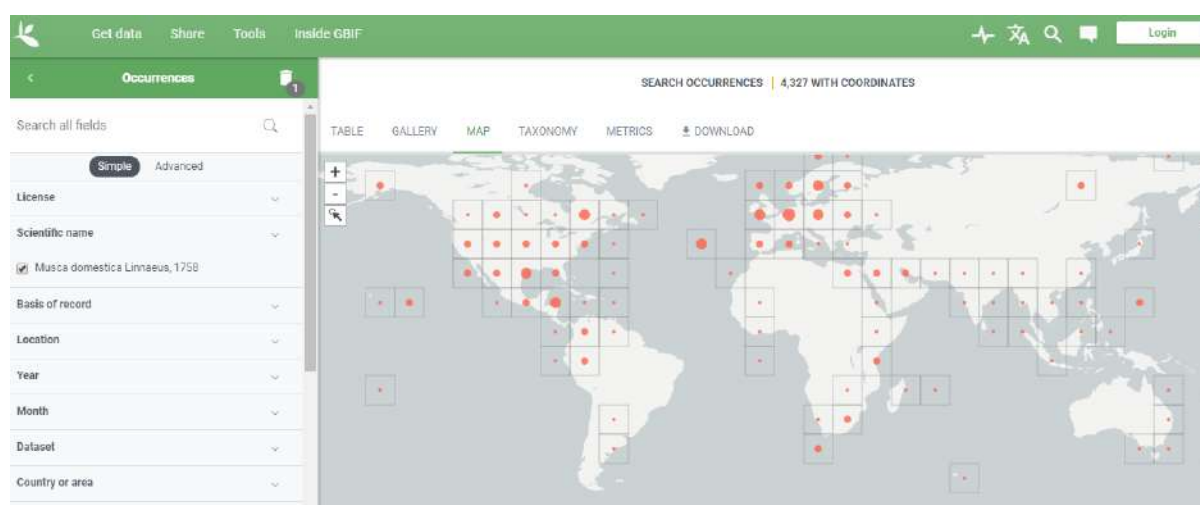 Get data Share Tools Inside GBIF Login
Occurrences 1
SEARCH OCCURRENCES | 4,327 WITH COORDINATES
Search all fields
TABLE GALLERY MAP TAXONOMY METRICS DOWNLOAD
Simple Advanced
License
Scientific name
Musca domestica Linnaeus, 1758
Basis of record
Location
Year
Month
Dataset
Country or area